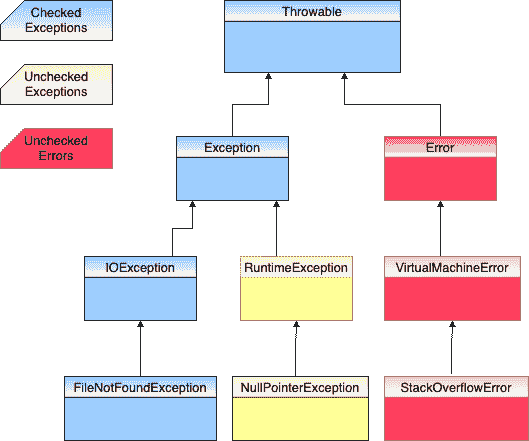 Checked
Exceptions
Throwable
Unchecked
Exceptions
Unchecked
Errors
Exception
Error
IOException
RuntimeException
VirtualMachineError
FileNotFoundException
NullPointerException
StackOverflowError